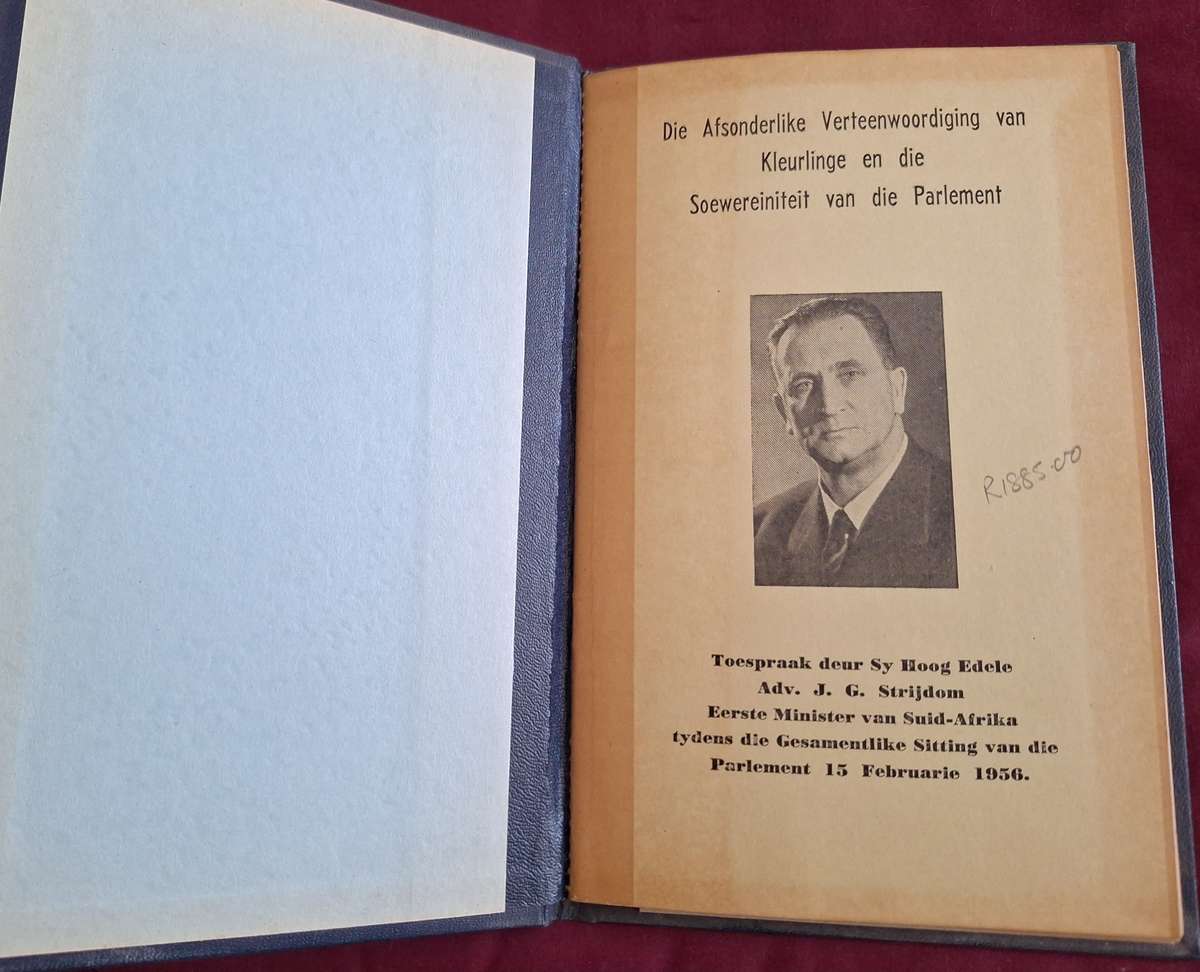 Die Afsonderlike Verteenwoordiging van
Kleurlinge en die
Soewereiniteit van die Parlement
R1885.00
Toespraak deur Sy Hoog Edele
Adv. J. G. Strijdom
Eerste Minister van Suid-Afrika
tydens die Gesamentlike Sitting van die
Parlement 15 Februarie 1956.